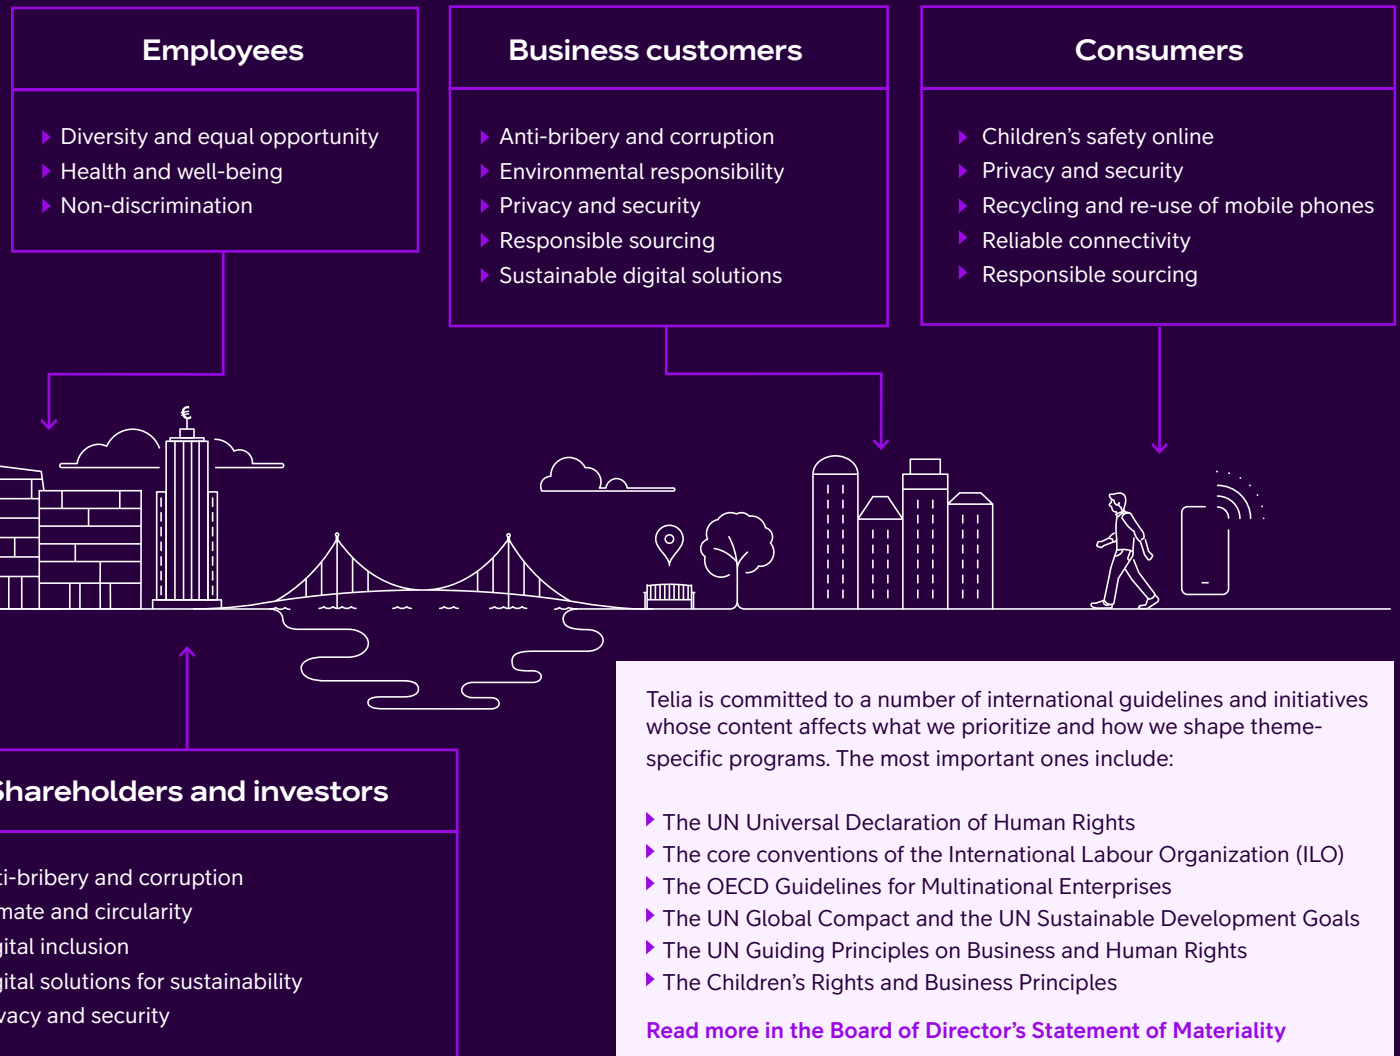 Employees
Diversity and equal opportunity
Health and well-being
Non-discrimination
Business customers
Anti-bribery and corruption
Environmental responsibility
Privacy and security
Responsible sourcing
Sustainable digital solutions
Consumers
Children’s safety online
Privacy and security
Recycling and re-use of mobile phones
Reliable connectivity
Responsible sourcing
€
Shareholders and investors
ti-bribery and corruption
mate and circularity
gital inclusion
gital solutions for sustainability
vacy and security
Telia is committed to a number of international guidelines and initiatives
whose content affects what we prioritize and how we shape theme-
specific programs. The most important ones include:
The UN Universal Declaration of Human Rights
The core conventions of the International Labour Organization (ILO)
The OECD Guidelines for Multinational Enterprises
The UN Global Compact and the UN Sustainable Development Goals
The UN Guiding Principles on Business and Human Rights
The Children’s Rights and Business Principles
Read more in the Board of Director’s Statement of Materiality